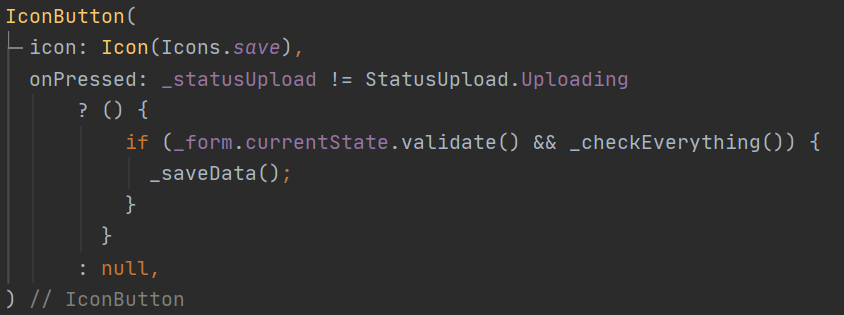 IconButton(
icon: Icon(Icons.save),
onPressed: _statusUpload != StatusUpload.Uploading
? () {
if (_form.currentState.validate() && _checkEverything()) {
_saveData();
}
}
: null,
) // IconButton